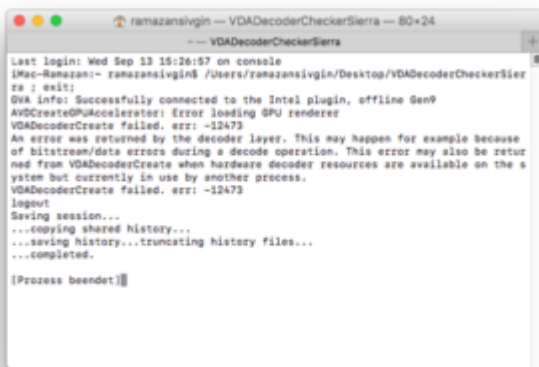 ramazansivgin — VDADecoderCheckerSierra — 80×24
~ — VDADecoderCheckerSierra
Last login: Wed Sep 13 15:26:57 on console
iMac-Ramazan:~ ramazansivgin$ /Users/ramazansivgin/Desktop/VDADecoderCheckerSier
ra ; exit;
GVA info: Successfully connected to the Intel plugin, offline Gen9
AVDCreateGPUAccelerator: Error loading GPU renderer
VDADecoderCreate failed. err: -12473
An error was returned by the decoder layer. This may happen for example because
of bitstream/data errors during a decode operation. This error may also be retur
ned from VDADecoderCreate when hardware decoder resources are available on the s
ystem but currently in use by another process.
VDADecoderCreate failed. err: -12473
logout
Saving session...
...copying shared history...
...saving history...truncating history files...
...completed.
[Prozess beendet]